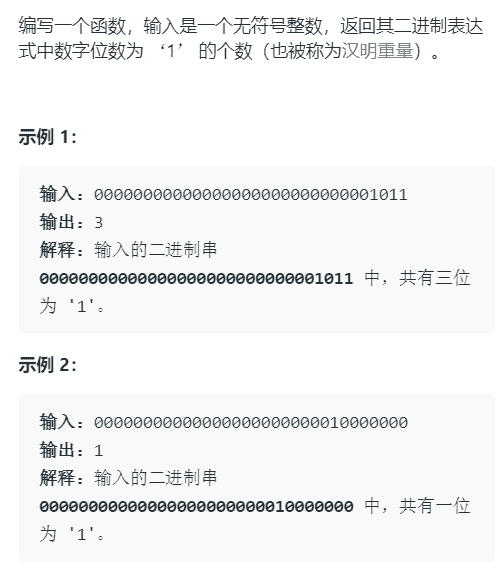 编写一个函数，输入是一个无符号整数，返回其二进制表达
式中数字位数为 ‘1’ 的个数（也被称为汉明重量）。
示例 1：
输入：00000000000000000000000000001011
输出：3
解释：输入的二进制串
00000000000000000000000000001011 中，共有三位
为 '1'。
示例 2：
输入：00000000000000000000000010000000
输出：1
解释：输入的二进制串
00000000000000000000000010000000 中，共有一位
为 '1'。